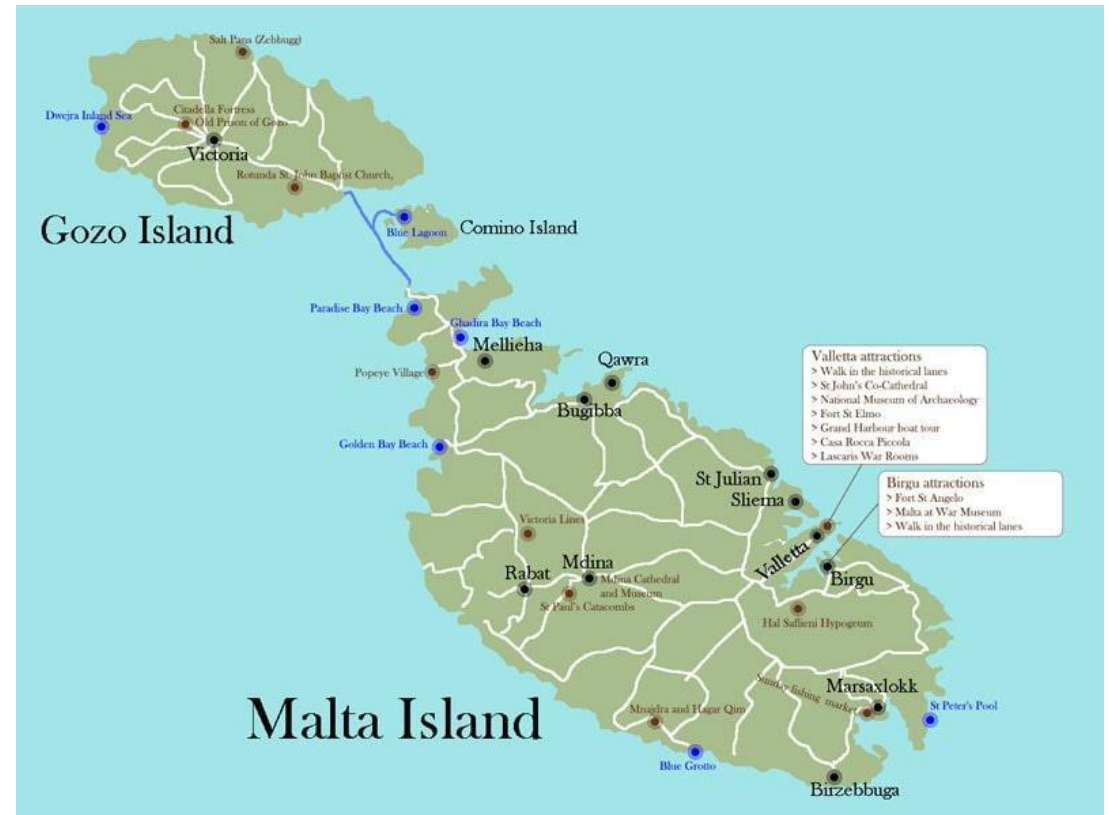 Salt Pans (Zebbugg)
Dwejra Inland Sea
Citadella Fortress
Old Prison of Gozo
Victoria
Rotunda St. John Baptist Church,
Gozo Island
Blue Lagoon
Comino Island
Paradise Bay Beach
Ghadira Bay Beach
Mellieha
Popeye Village
Qawra
Bugibba
Golden Bay Beach
Valletta attractions
> Walk in the historical lanes
> St John's Co-Cathedral
> National Museum of Archaeology
> Fort St Elmo
> Grand Harbour boat tour
> Casa Rocca Piccola
> Lascaris War Rooms
St Julian
Sliema
Birgu attractions
> Fort St Angelo
> Malta at War Museum
> Walk in the historical lanes
Victoria Lines
Valletta
Mdina
Rabat
Birgu
Mdina Cathedral
and Museum
St Paul's Catacombs
Hal Saflieni Hypogeum
Malta Island
Marsaxlokk
Sunday fishing market
St Peter's Pool
Mnajdra and Hagar Qim
Blue Grotto
Birzebbuga